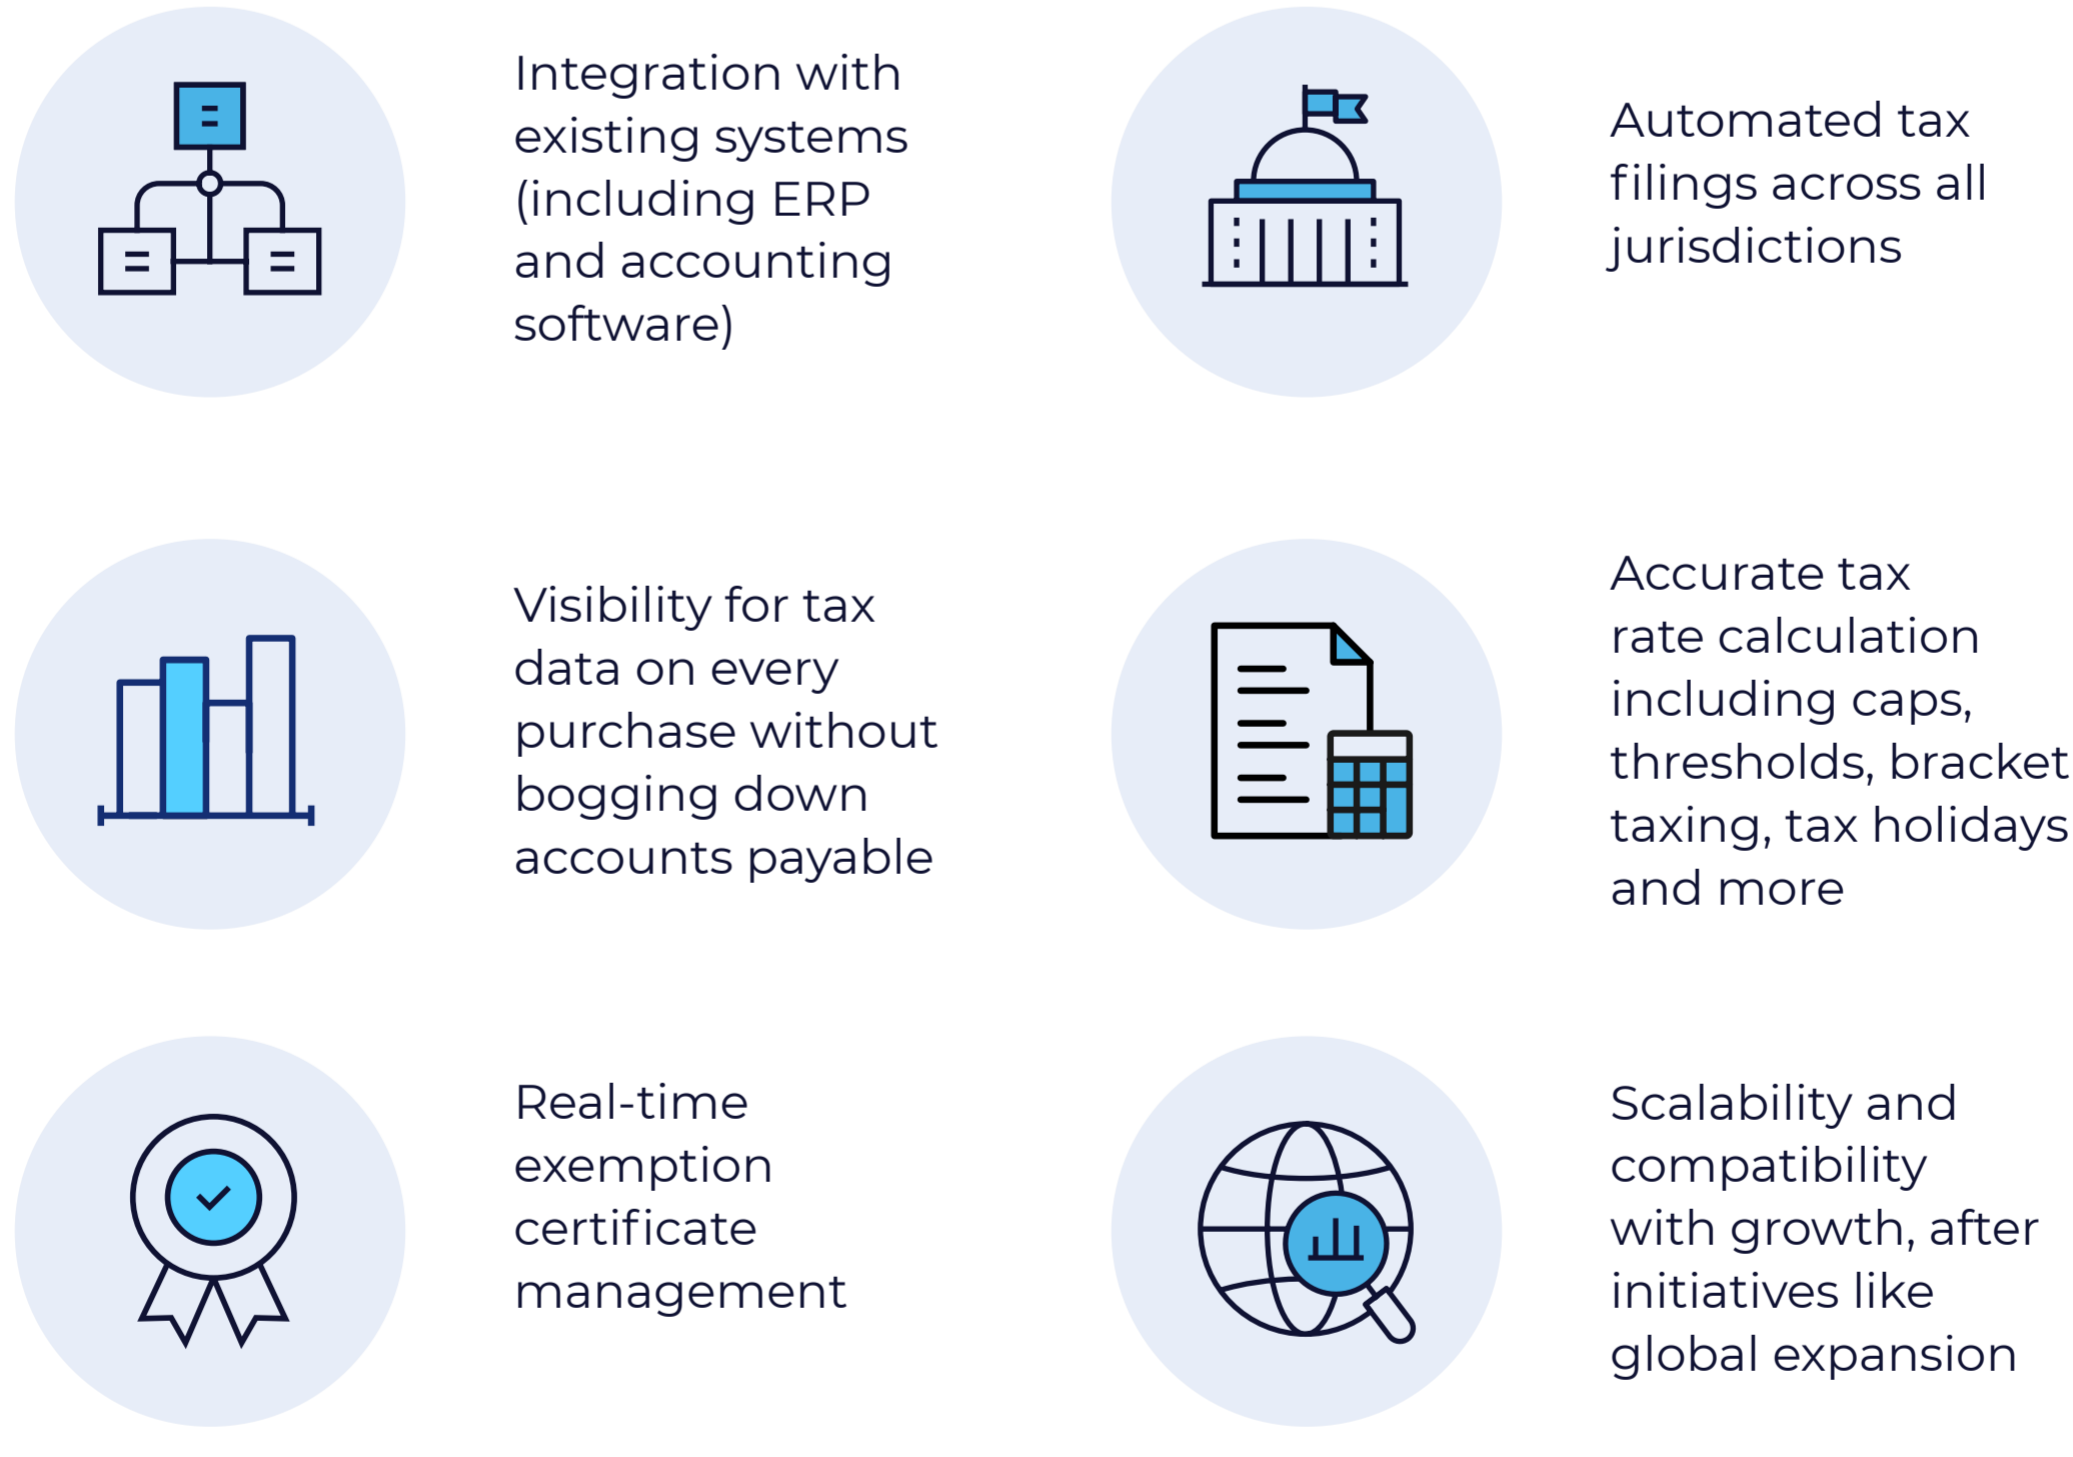 Integration with
existing systems
(including ERP
and accounting
software)
Automated tax
filings across all
jurisdictions
Visibility for tax
data on every
purchase without
bogging down
accounts payable
Accurate tax
rate calculation
including caps,
thresholds, bracket
taxing, tax holidays
and more
Real-time
exemption
certificate
management
Scalability and
compatibility
with growth, after
initiatives like
global expansion